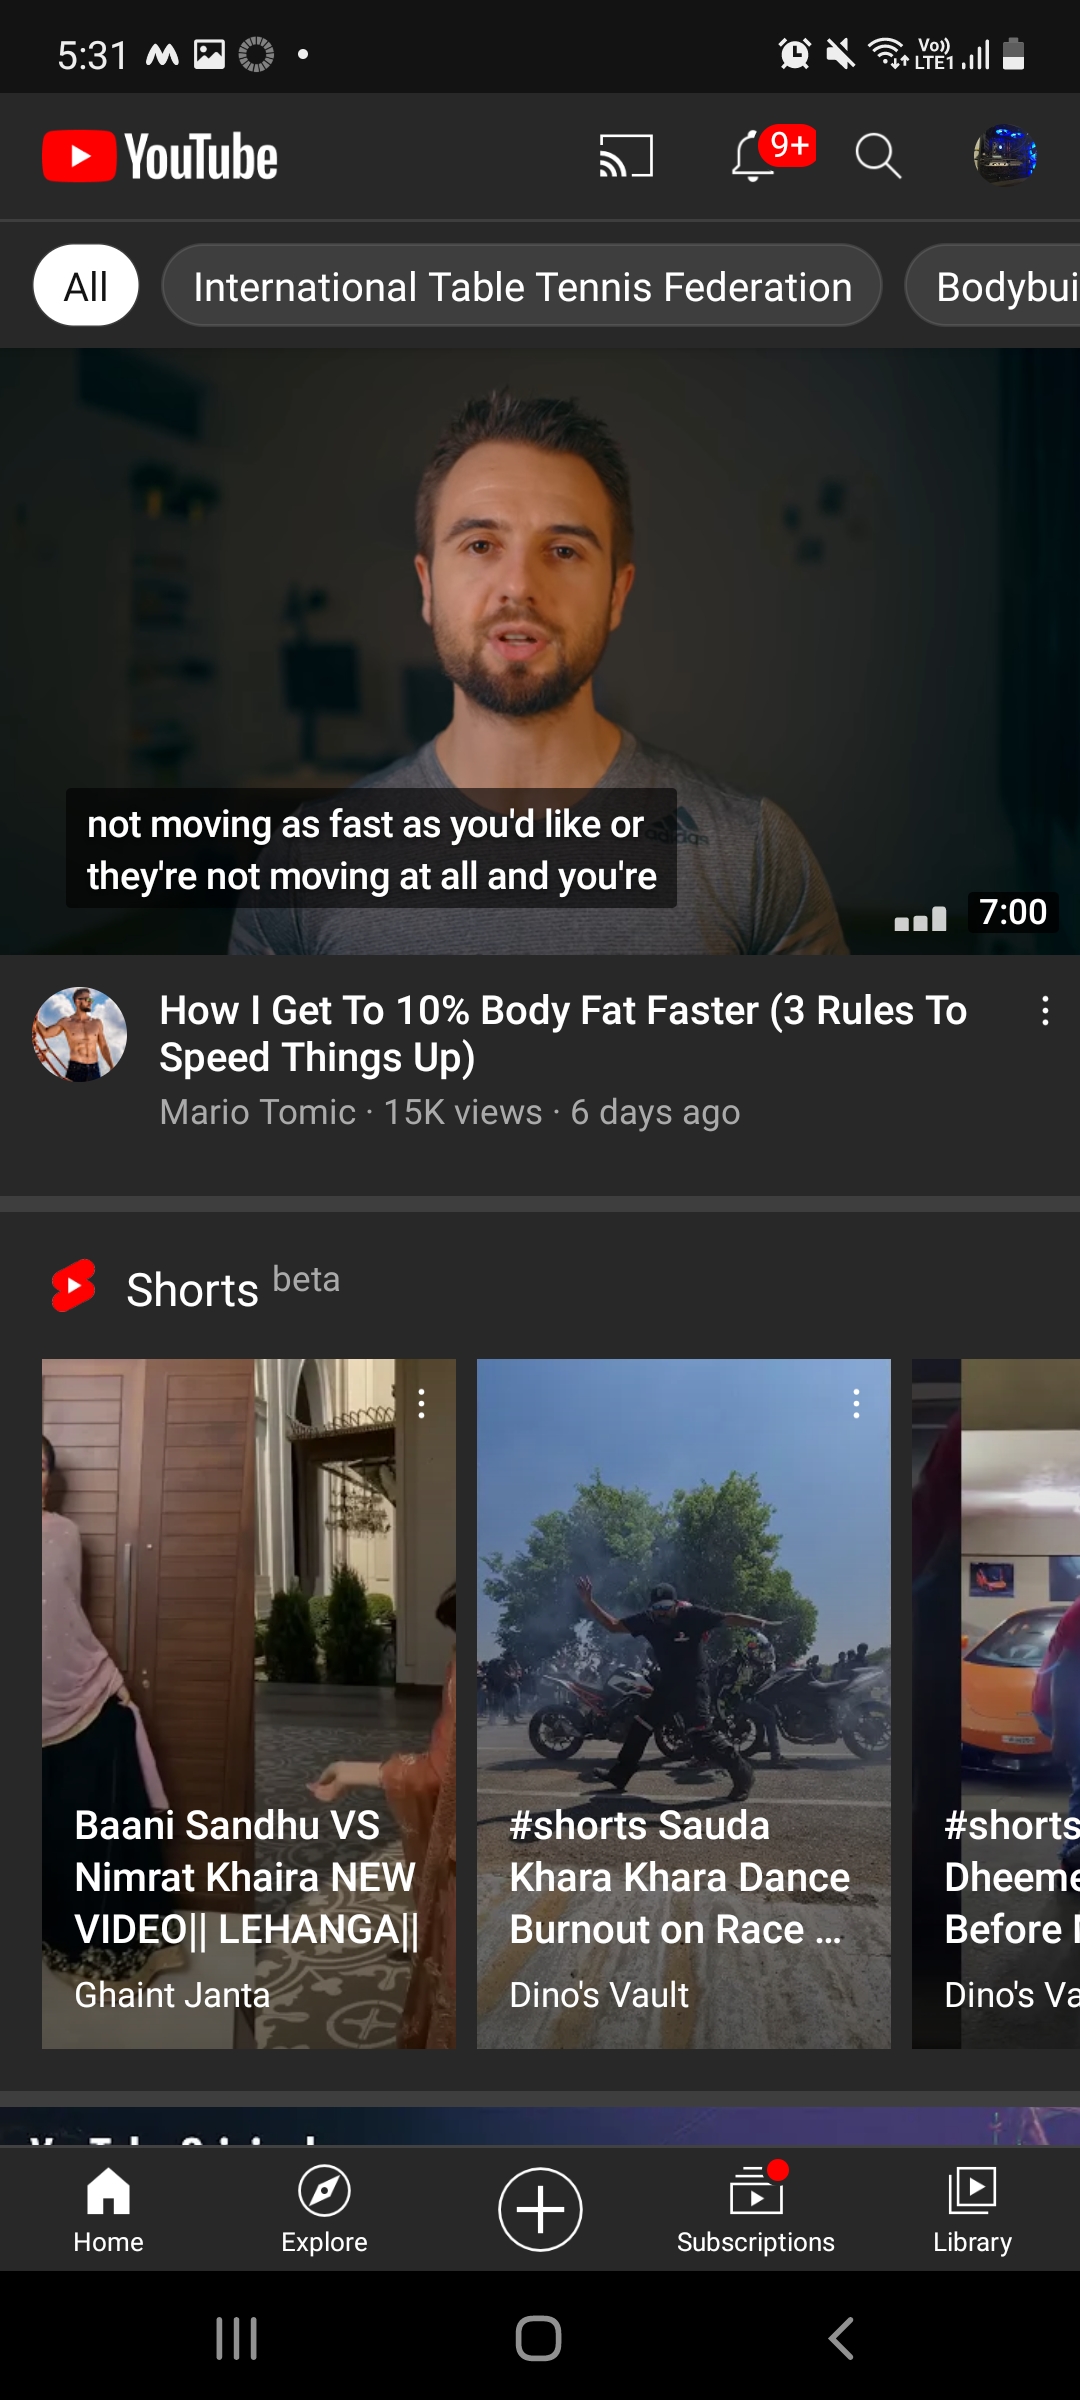 5:31
Vo))
LTE1
YouTube
9+
All
International Table Tennis Federation
Bodybui
not moving as fast as you'd like or
they're not moving at all and you're
7:00
How I Get To 10% Body Fat Faster (3 Rules To
Speed Things Up)
Mario Tomic · 15K views · 6 days ago
Shorts beta
Baani Sandhu VS
Nimrat Khaira NEW
VIDEO|| LEHANGA||
Ghaint Janta
#shorts Sauda
Khara Khara Dance
Burnout on Race ...
Dino's Vault
#shorts
Dheeme
Before
Dino's Va
Home
Explore
Subscriptions
Library